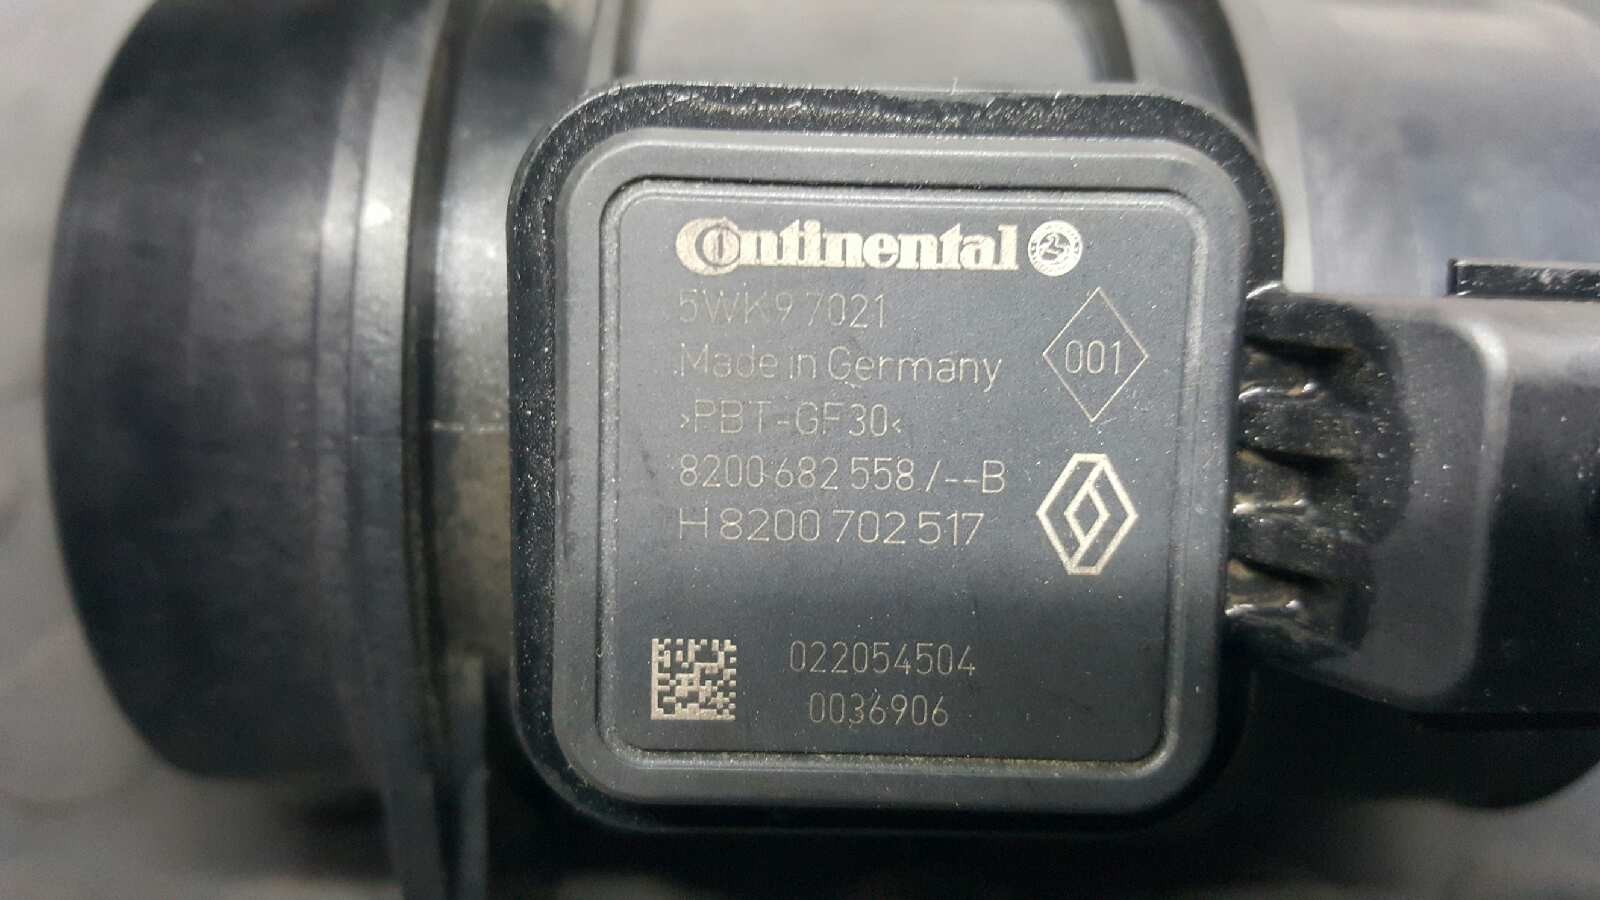 Continental
5WK9 7021
Made in Germany
001
>PBT-GF30<
8200 682 558 /--B
H 8200 702 517
022054504
0036906